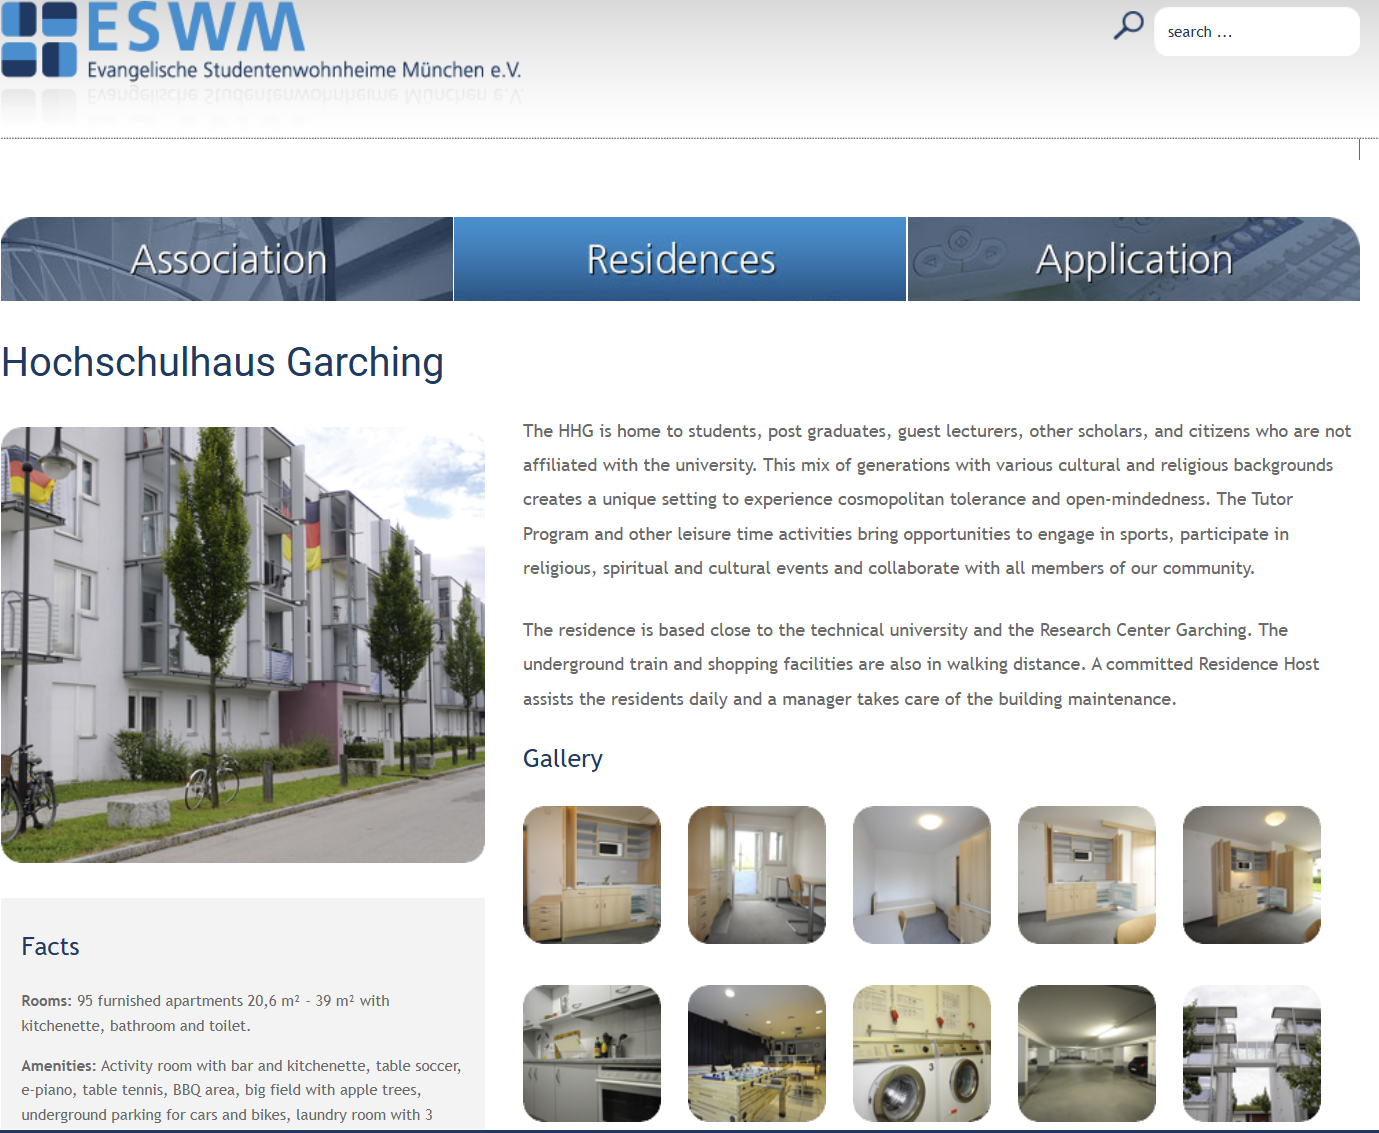 ESWM
Evangelische Studentenwohnheime München e.V.
search ...
Association
Residences
Application
Hochschulhaus Garching
The HHG is home to students, post graduates, guest lecturers, other scholars, and citizens who are not
affiliated with the university. This mix of generations with various cultural and religious backgrounds
creates a unique setting to experience cosmopolitan tolerance and open-mindedness. The Tutor
Program and other leisure time activities bring opportunities to engage in sports, participate in
religious, spiritual and cultural events and collaborate with all members of our community.
The residence is based close to the technical university and the Research Center Garching. The
underground train and shopping facilities are also in walking distance. A committed Residence Host
assists the residents daily and a manager takes care of the building maintenance.
Gallery
Facts
Rooms: 95 furnished apartments 20,6 m² - 39 m² with
kitchenette, bathroom and toilet.
Amenities: Activity room with bar and kitchenette, table soccer,
e-piano, table tennis, BBQ area, big field with apple trees,
underground parking for cars and bikes, laundry room with 3